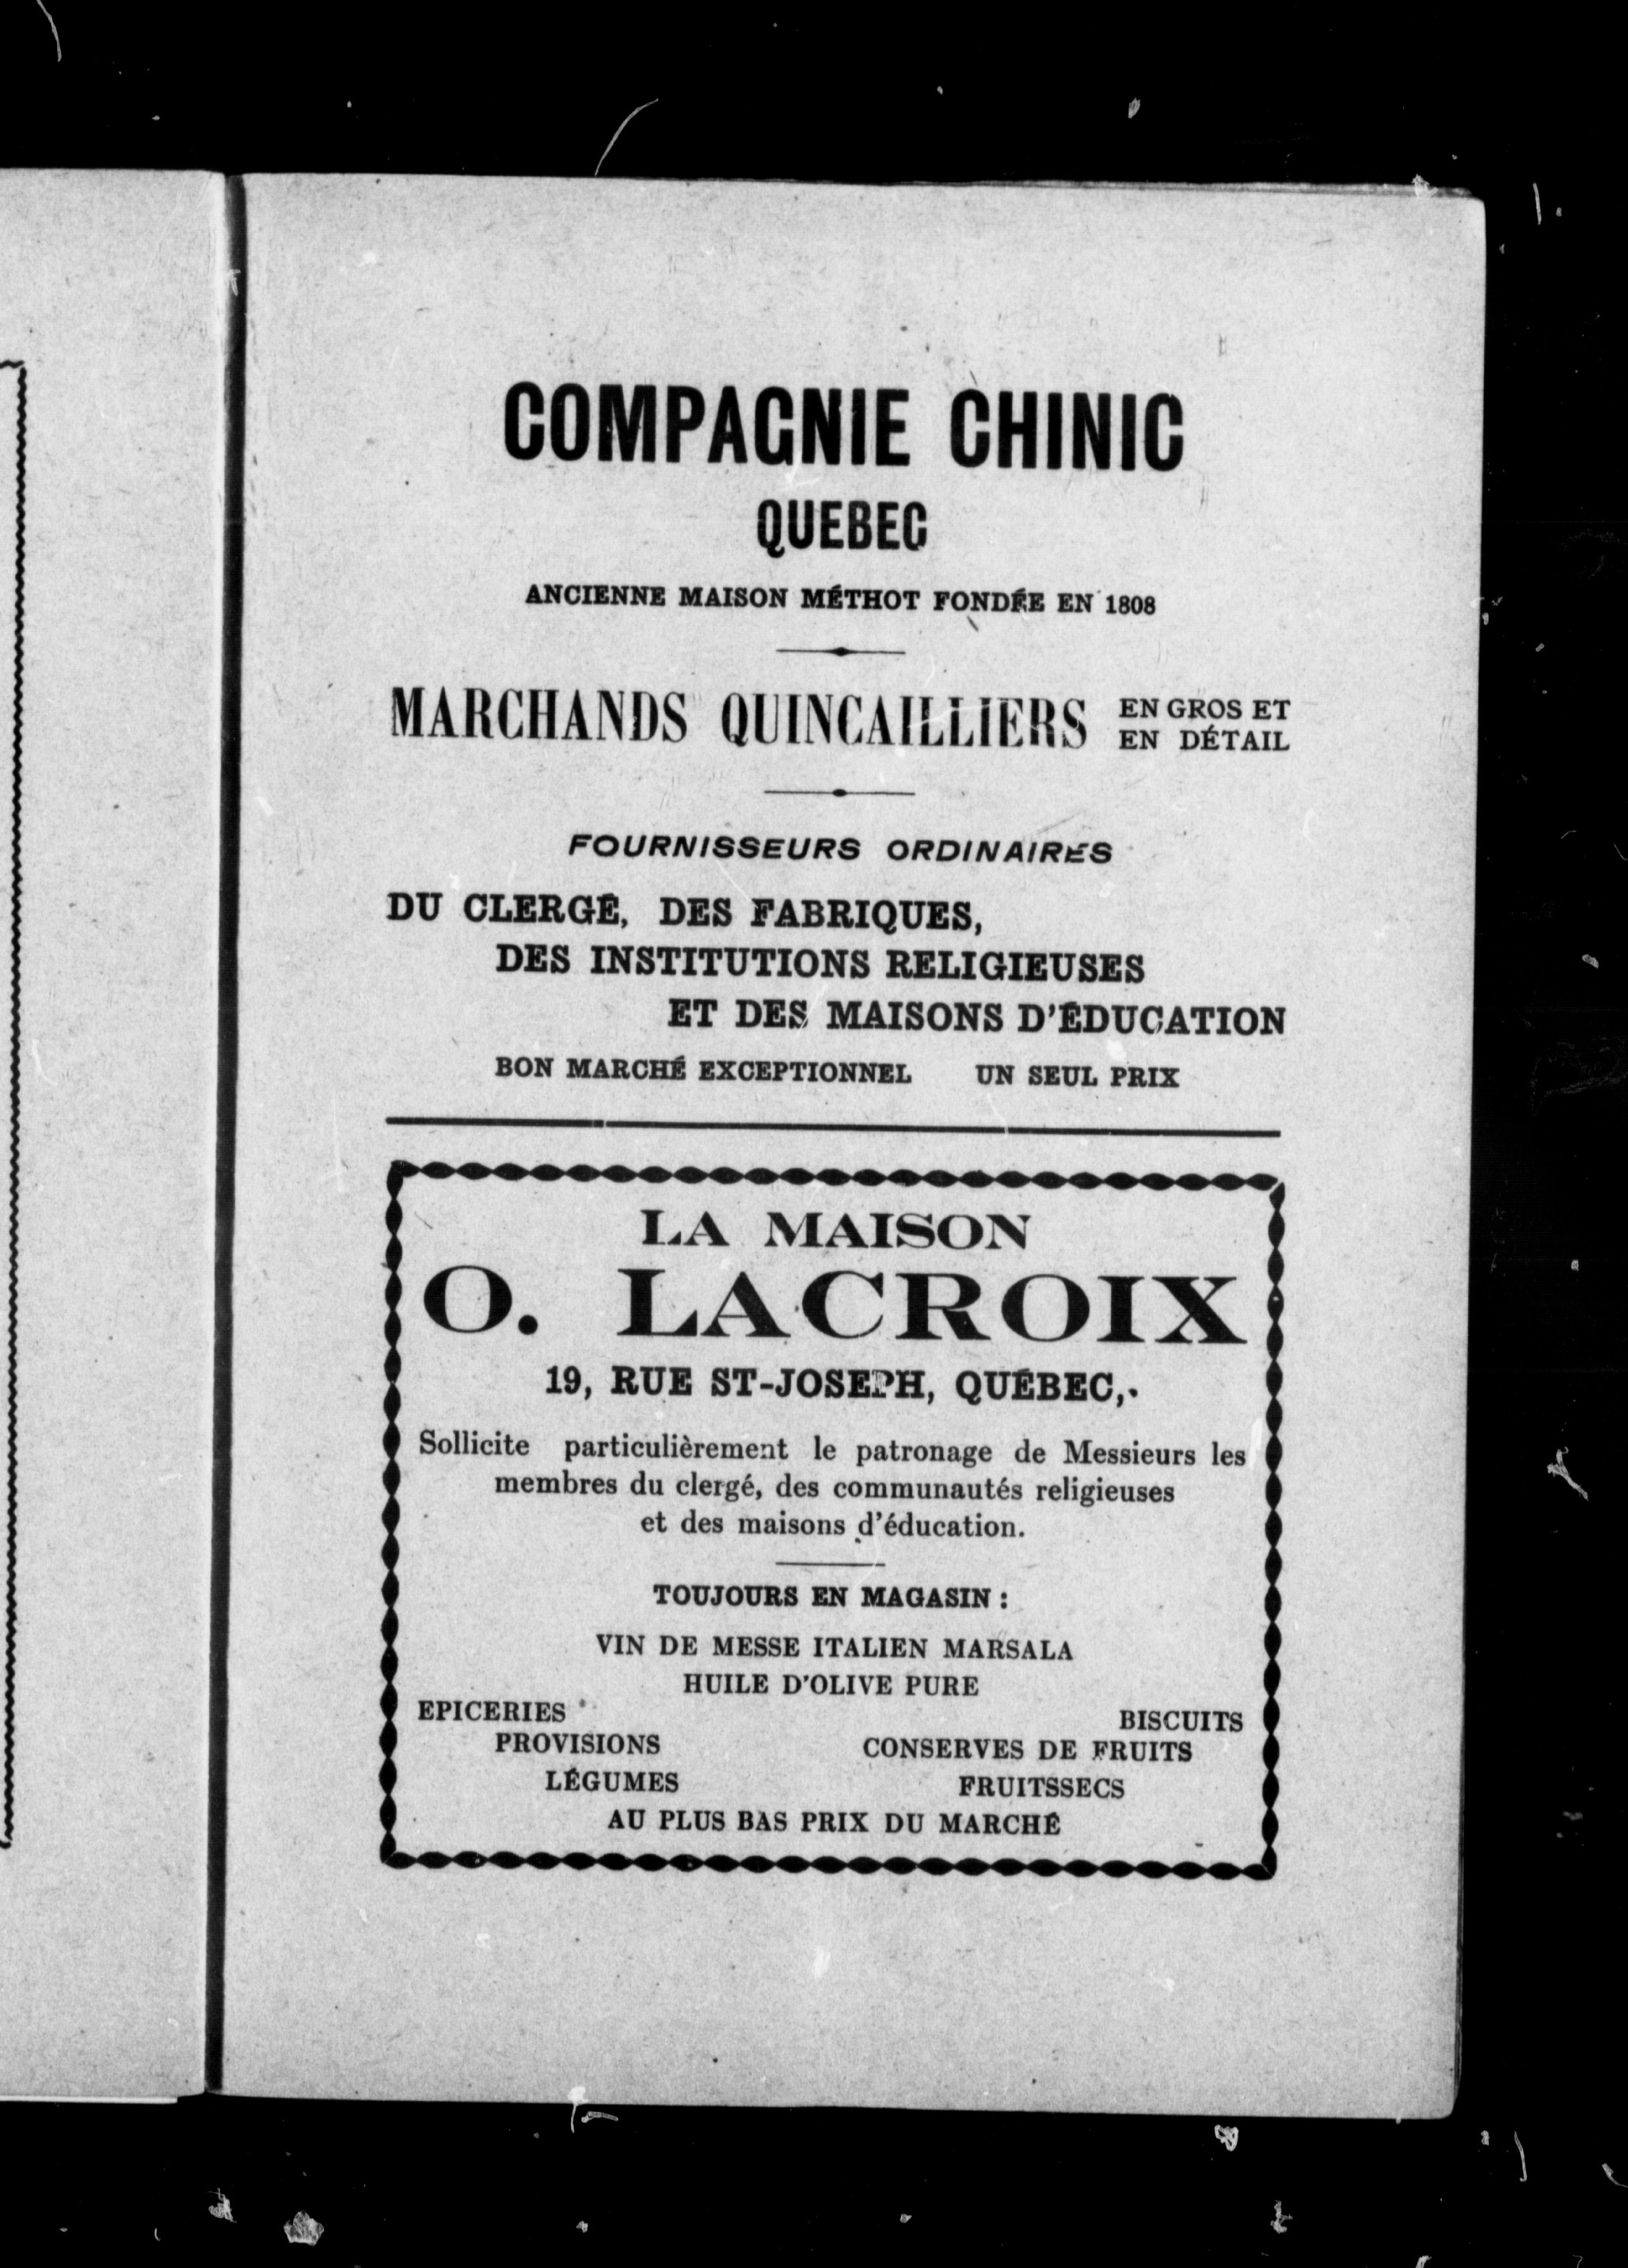 COMPAGNIE CHINIC
QUEBEC
ANCIENNE MAISON MÉTHOT FONDÉE EN 1808
MARCHANDS QUINCAILLIERS EN GROS ET
EN DÉTAIL
FOURNISSEURS ORDINAIRES
DU CLERGÉ, DES FABRIQUES,
DES INSTITUTIONS RELIGIEUSES
ET DES MAISONS D'ÉDUCATION
BON MARCHÉ EXCEPTIONNEL UN SEUL PRIX
LA MAISON
O. LACROIX
19, RUE ST-JOSEPH, QUÉBEC,.
Sollicite particulièrement le patronage de Messieurs les
membres du clergé, des communautés religieuses
et des maisons d'éducation.
TOUJOURS EN MAGASIN :
VIN DE MESSE ITALIEN MARSALA
HUILE D'OLIVE PURE
EPICERIES BISCUITS
PROVISIONS CONSERVES DE FRUITS
LÉGUMES FRUITSSECS
AU PLUS BAS PRIX DU MARCHÉ